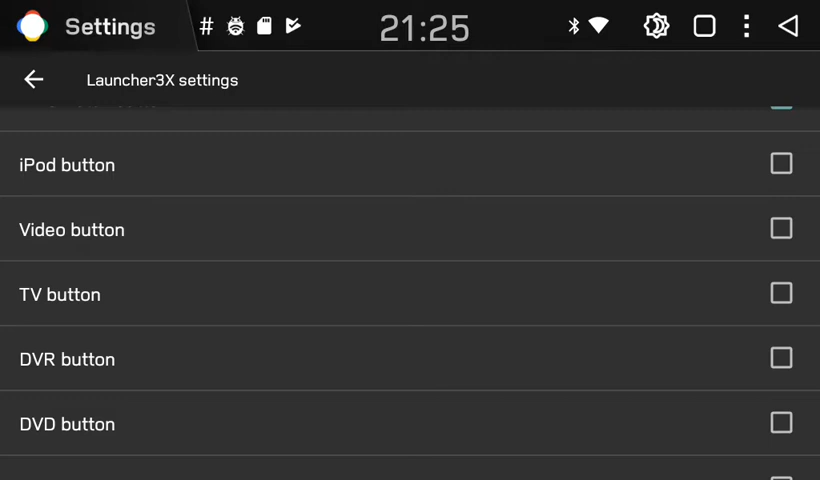 Settings
#
21:25
Launcher3X settings
iPod button
Video button
TV button
DVR button
DVD button